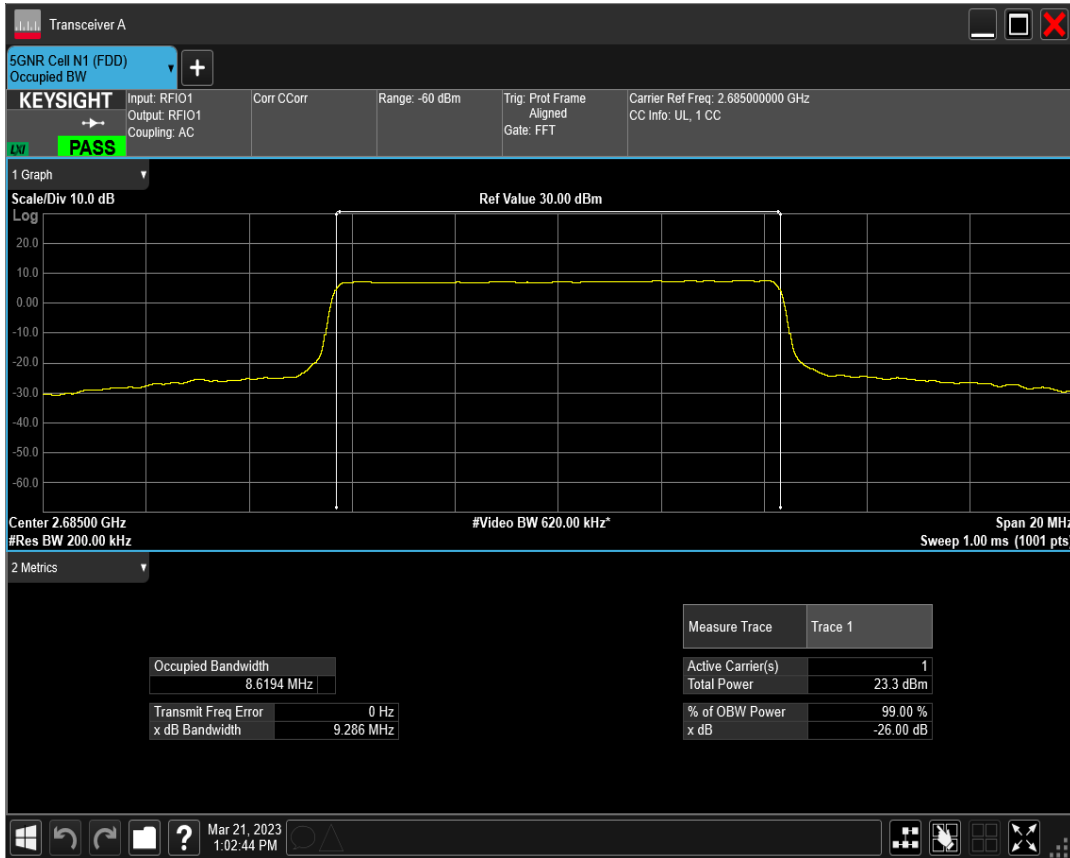 Transceiver A
5GNR Cell N1 (FDD)
Occupied BW
+
KEYSIGHT
LXI
PASS
Input: RFIO1
Output: RFIO1
Coupling: AC
Corr CCorr
Range: -60 dBm
Trig: Prot Frame
Aligned
Gate: FFT
Carrier Ref Freq: 2.685000000 GHz
CC Info: UL, 1 CC
1 Graph
Scale/Div 10.0 dB
Ref Value 30.00 dBm
Log
20.0
10.0
0.00
-10.0
-20.0
-30.0
-40.0
-50.0
-60.0
Center 2.68500 GHz
#Video BW 620.00 kHz*
Span 20 MHz
#Res BW 200.00 kHz
Sweep 1.00 ms (1001 pts)
2 Metrics
Measure Trace Trace 1
Occupied Bandwidth
8.6194 MHz
Active Carrier(s) 1
Total Power 23.3 dBm
Transmit Freq Error 0 Hz
x dB Bandwidth 9.286 MHz
% of OBW Power 99.00 %
x dB -26.00 dB
?
Mar 21, 2023
1:02:44 PM